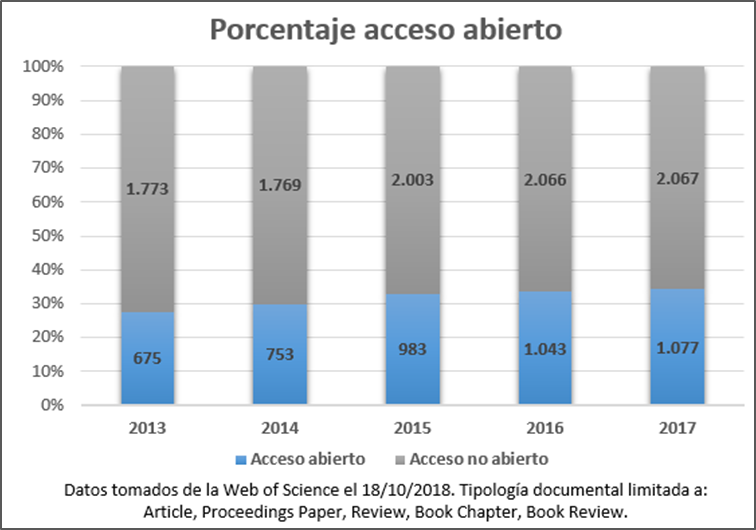 Porcentaje acceso abierto
100%
90%
80%
70%
60%
50%
40%
30%
20%
10%
0%
1.773 1.769 2.003 2.066 2.067
675 753 983 1.043 1.077
2013 2014 2015 2016 2017
Acceso abierto Acceso no abierto
Datos tomados de la Web of Science el 18/10/2018. Tipología documental limitada a:
Article, Proceedings Paper, Review, Book Chapter, Book Review.